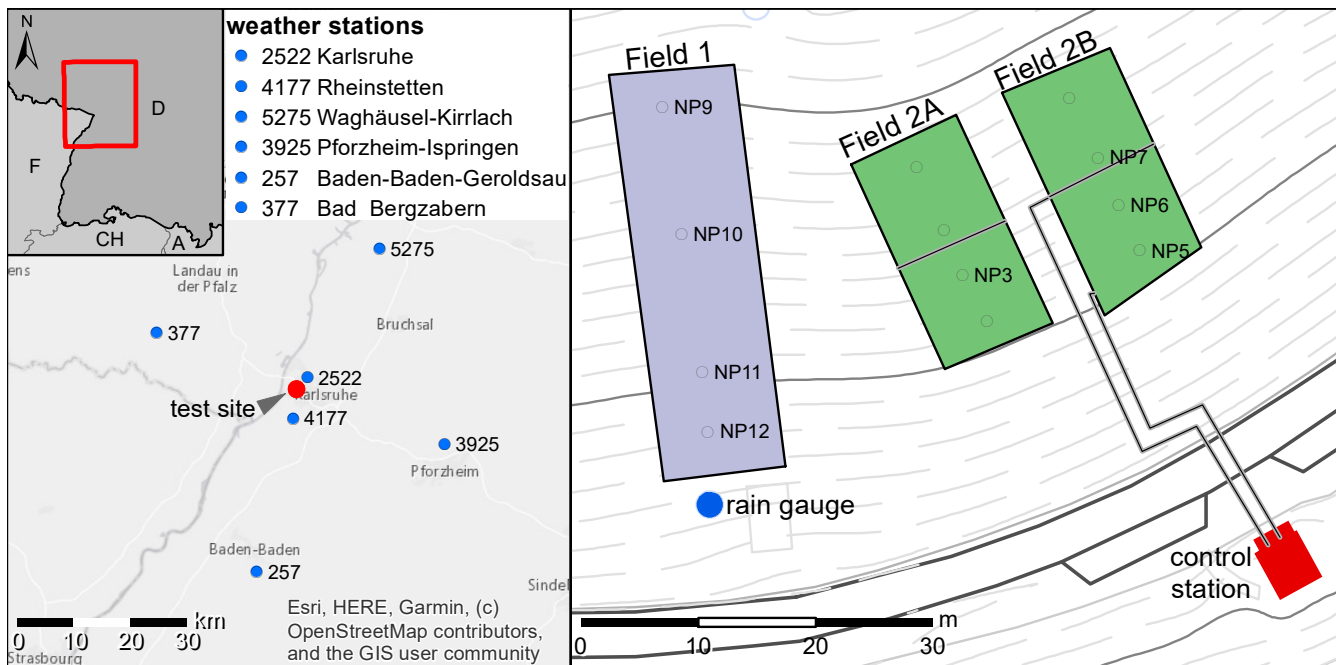 N
D
F
CH
A
weather stations
2522 Karlsruhe
4177 Rheinstetten
5275 Waghäusel-Kirrlach
3925 Pforzheim-Ispringen
257 Baden-Baden-Geroldsau
377 Bad Bergzabern
5275
ens
Landau in
der Pfalz
Bruchsal
377
2522
Karlsruhe
test site
4177
3925
Pforzheim
Baden-Baden
257
Sindel
Esri, HERE, Garmin, (c)
OpenStreetMap contributors,
and the GIS user community
km
0 10 20 30
Strasbourg
Field 1
Field 2A
Field 2B
NP9
NP7
NP6
NP10
NP5
NP3
NP11
NP12
rain gauge
control
station
m
0 10 20 30